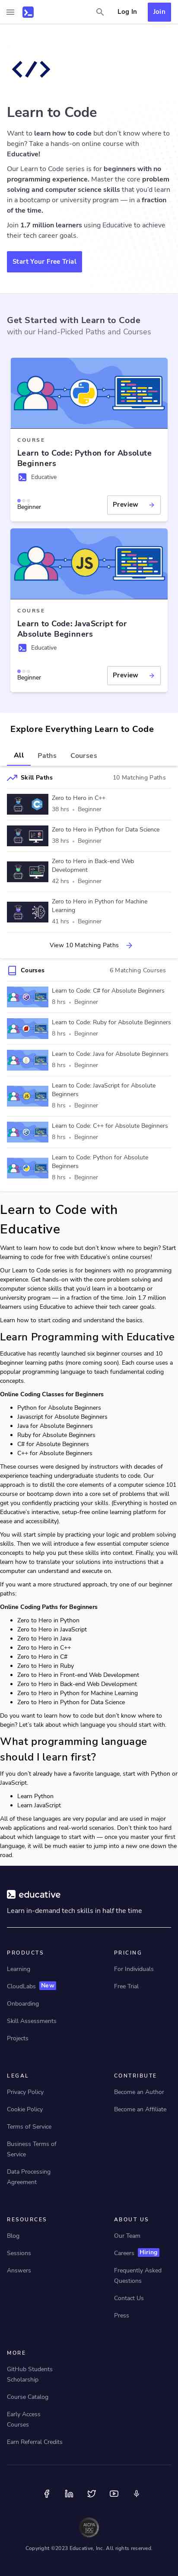 Log In
Join
Learn to Code
Want to learn how to code but don’t know where to
begin? Take a hands-on online course with
Educative!
Our Learn to Code series is for beginners with no
programming experience. Master the core problem
solving and computer science skills that you’d learn
in a bootcamp or university program — in a fraction
of the time.
Join 1.7 million learners using Educative to achieve
their tech career goals.
Start Your Free Trial
Get Started with Learn to Code
with our Hand-Picked Paths and Courses
COURSE
Learn to Code: Python for Absolute
Beginners
Educative
Beginner
Preview
COURSE
Learn to Code: JavaScript for
Absolute Beginners
Educative
Beginner
Preview
Explore Everything Learn to Code
All
Paths
Courses
Skill Paths
10 Matching Paths
Zero to Hero in C++
38 hrs • Beginner
Zero to Hero in Python for Data Science
38 hrs • Beginner
Zero to Hero in Back-end Web
Development
42 hrs • Beginner
Zero to Hero in Python for Machine
Learning
41 hrs • Beginner
View 10 Matching Paths
Courses
6 Matching Courses
Learn to Code: C# for Absolute Beginners
8 hrs • Beginner
Learn to Code: Ruby for Absolute Beginners
8 hrs • Beginner
Learn to Code: Java for Absolute Beginners
8 hrs • Beginner
Learn to Code: JavaScript for Absolute
Beginners
8 hrs • Beginner
Learn to Code: C++ for Absolute Beginners
8 hrs • Beginner
Learn to Code: Python for Absolute
Beginners
8 hrs • Beginner
Learn to Code with
Educative
Want to learn how to code but don’t know where to begin? Start
learning to code for free with Educative’s online courses!
Our Learn to Code series is for beginners with no programming
experience. Get hands-on with the core problem solving and
computer science skills that you’d learn in a bootcamp or
university program — in a fraction of the time. Join 1.7 million
learners using Educative to achieve their tech career goals.
Learn how to start coding and understand the basics.
Learn Programming with Educative
Educative has recently launched six beginner courses and 10
beginner learning paths (more coming soon). Each course uses a
popular programming language to teach fundamental coding
concepts.
Online Coding Classes for Beginners
Python for Absolute Beginners
Javascript for Absolute Beginners
Java for Absolute Beginners
Ruby for Absolute Beginners
C# for Absolute Beginners
C++ for Absolute Beginners
These courses were designed by instructors with decades of
experience teaching undergraduate students to code. Our
approach is to distill the core elements of a computer science 101
course or bootcamp down into a core set of problems that will
get you confidently practicing your skills. (Everything is hosted on
Educative’s interactive, setup-free online learning platform for
ease and accessibility).
You will start simple by practicing your logic and problem solving
skills. Then we will introduce a few essential computer science
concepts to help you put these skills into context. Finally, you will
learn how to translate your solutions into instructions that a
computer can understand and execute on.
If you want a more structured approach, try one of our beginner
paths:
Online Coding Paths for Beginners
Zero to Hero in Python
Zero to Hero in JavaScript
Zero to Hero in Java
Zero to Hero in C++
Zero to Hero in C#
Zero to Hero in Ruby
Zero to Hero in Front-end Web Development
Zero to Hero in Back-end Web Development
Zero to Hero in Python for Machine Learning
Zero to Hero in Python for Data Science
Do you want to learn how to code but don’t know where to
begin? Let’s talk about which language you should start with.
What programming language
should I learn first?
If you don’t already have a favorite language, start with Python or
JavaScript.
Learn Python
Learn JavaScript
All of these languages are very popular and are used in major
web applications and real-world scenarios. Don’t think too hard
about which language to start with — once you master your first
language, it will be much easier to jump into a new one down the
road.
educative
Learn in-demand tech skills in half the time
PRODUCTS
Learning
CloudLabs New
Onboarding
Skill Assessments
Projects
PRICING
For Individuals
Free Trial
LEGAL
Privacy Policy
Cookie Policy
Terms of Service
Business Terms of
Service
Data Processing
Agreement
CONTRIBUTE
Become an Author
Become an Affiliate
RESOURCES
Blog
Sessions
Answers
ABOUT US
Our Team
Careers Hiring
Frequently Asked
Questions
Contact Us
Press
MORE
GitHub Students
Scholarship
Course Catalog
Early Access
Courses
Earn Referral Credits
Copyright ©2023 Educative, Inc. All rights reserved.